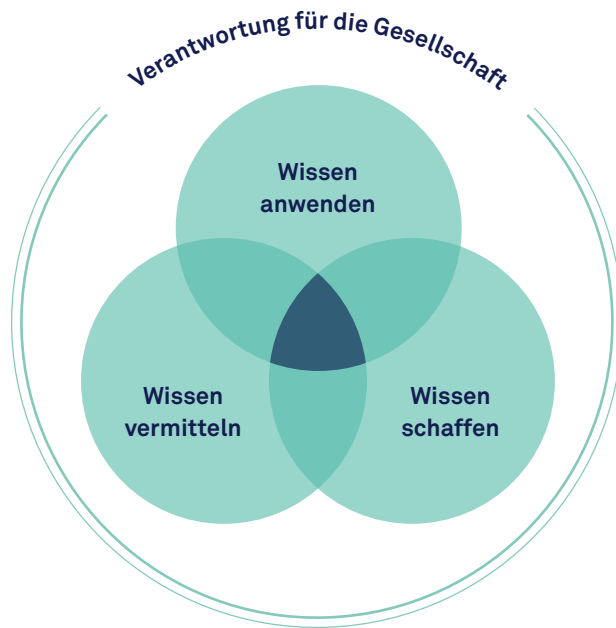 Verantwortung für die Gesellschaft
Wissen
anwenden
Wissen
vermitteln
Wissen
schaffen